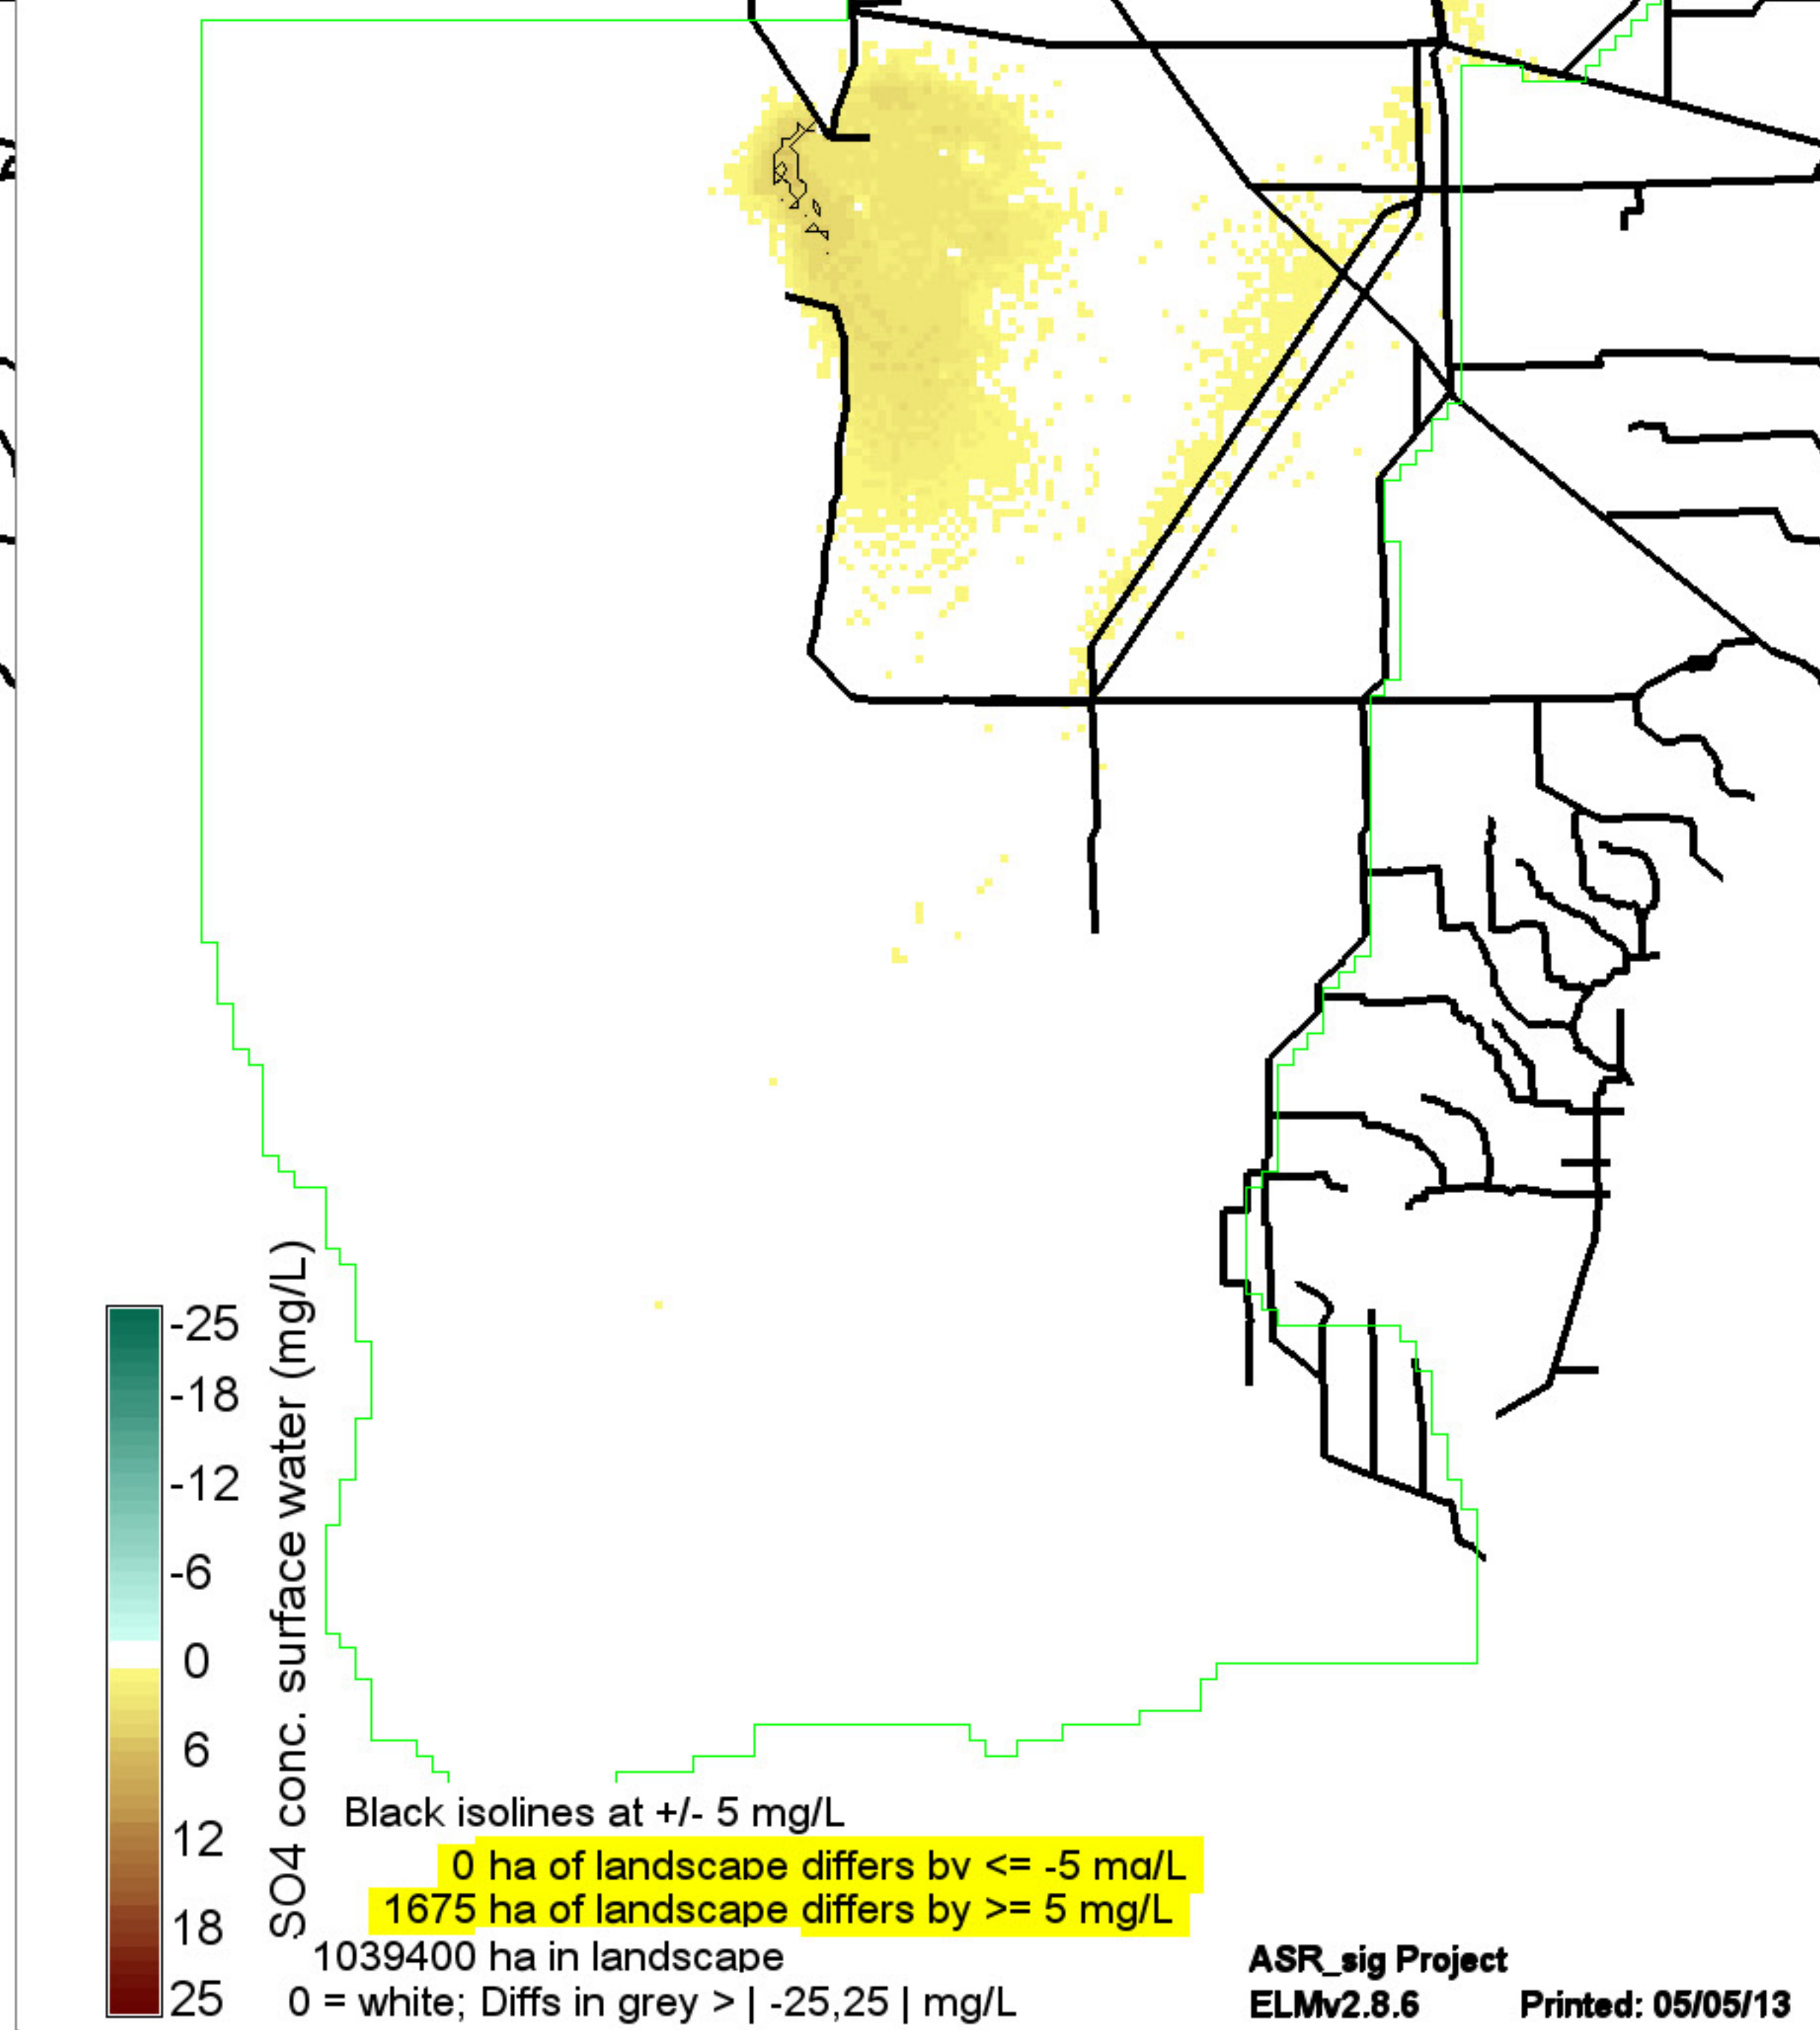 -25
-18
-12
-6
0
6
12
18
25
SO4 conc. surface water (mg/L)
Black isolines at +/- 5 mg/L
0 ha of landscape differs by <= -5 mg/L
1675 ha of landscape differs by >= 5 mg/L
1039400 ha in landscape
0 = white; Diffs in grey > | -25,25 | mg/L
ASR_sig Project
ELMv2.8.6 Printed: 05/05/13